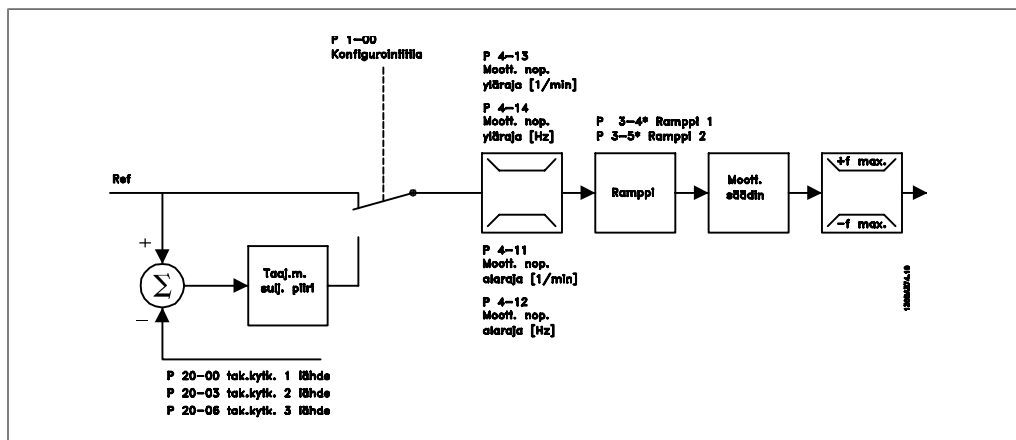 P 1-00
Konfigurointitila
P 4-13
Moott. nop.
yläraja [1/min]
P 4-14
Moott. nop.
yläraja [Hz]
P 3-4* Ramppi 1
P 3-5* Ramppi 2
+f max.
Ref
Ramppi
Moott.
säädin
-f max.
+
Σ
Taaj.m.
sulj. piiri
–
P 4-11
Moott. nop.
alaraja [1/min]
P 4-12
Moott. nop.
alaraja [Hz]
P 20-00 tak.kytk. 1 lähde
P 20-03 tak.kytk. 2 lähde
P 20-06 tak.kytk. 3 lähde